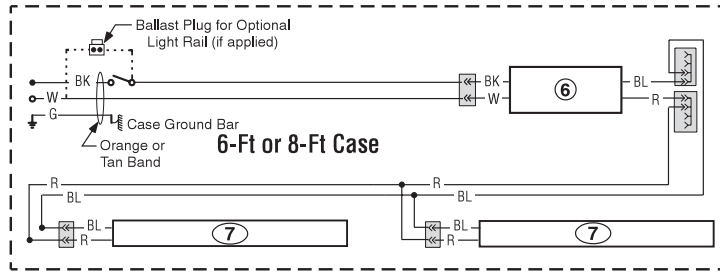 Ballast Plug for Optional
Light Rail (if applied)
BK
BK
6
BL
W
W
R
G
Case Ground Bar
Orange or
Tan Band
6-Ft or 8-Ft Case
R
R
BL
BL
BL
7
BL
7
R
R